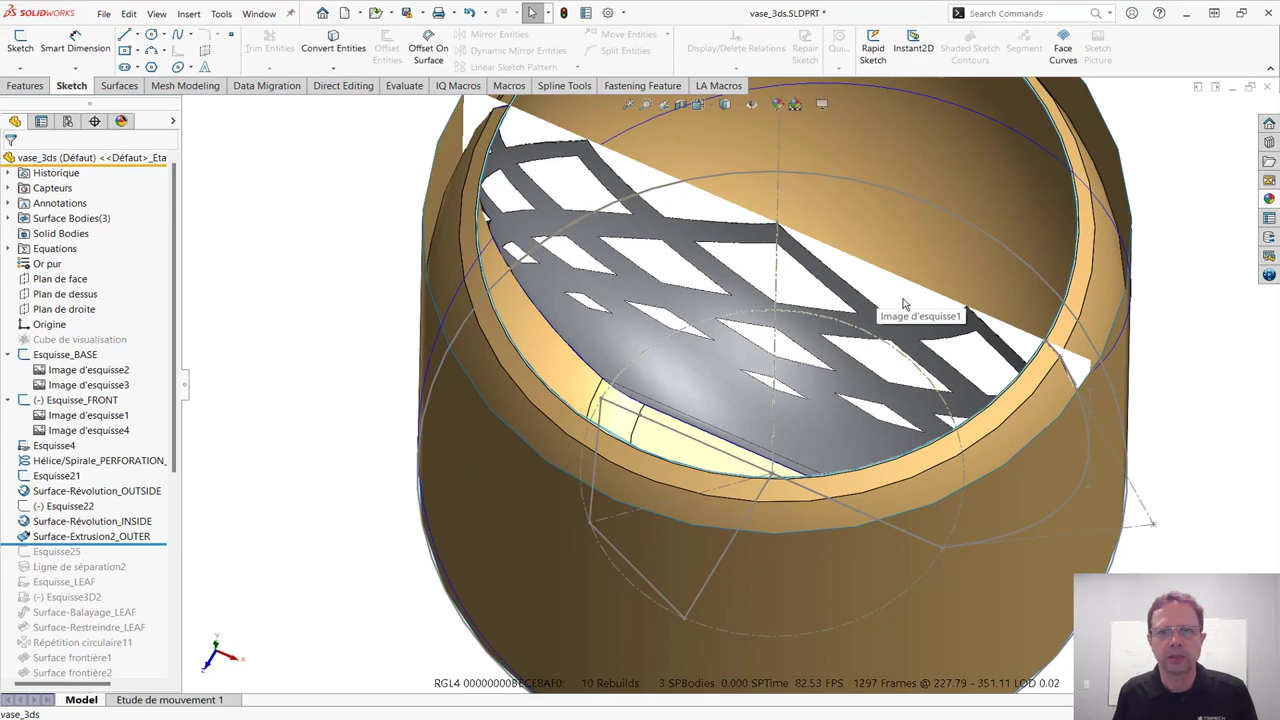 SOLIDWORKS File Edit View Insert Tools Window vase_3ds.SLDPRT * Search Commands
Sketch Smart Dimension Trim Entities Convert Entities Offset Entities Offset On Surface Mirror Entities Dynamic Mirror Entities Linear Sketch Pattern Move Entities Split Entities Display/Delete Relations Repair Sketch Qui... Rapid Sketch Instant2D Shaded Sketch Contours Segment Face Curves Sketch Picture
Features Sketch Surfaces Mesh Modeling Data Migration Direct Editing Evaluate IQ Macros Macros Spline Tools Fastening Feature LA Macros
vase_3ds (Défaut) <<Défaut>_Eta
Historique
Capteurs
Annotations
Surface Bodies(3)
Solid Bodies
Equations
Or pur
Plan de face
Plan de dessus
Plan de droite
Origine
Cube de visualisation
Esquisse_BASE
Image d'esquisse2
Image d'esquisse3
(-) Esquisse_FRONT
Image d'esquisse1
Image d'esquisse4
Esquisse4
Hélice/Spirale_PERFORATION_
Esquisse21
Surface-Révolution_OUTSIDE
(-) Esquisse22
Surface-Révolution_INSIDE
Surface-Extrusion2_OUTER
Esquisse25
Ligne de séparation2
Esquisse_LEAF
(-) Esquisse3D2
Surface-Balayage_LEAF
Surface-Restreindre_LEAF
Répétition circulaire11
Surface frontière1
Surface frontière2
Image d'esquisse1
Y
X
Z
RGL4 00000000BECE8AF0: 10 Rebuilds 3 SPBodies 0.000 SPTime 82.53 FPS 1297 Frames @ 227.79 - 351.11 LOD 0.02
Model Etude de mouvement 1
vase_3ds